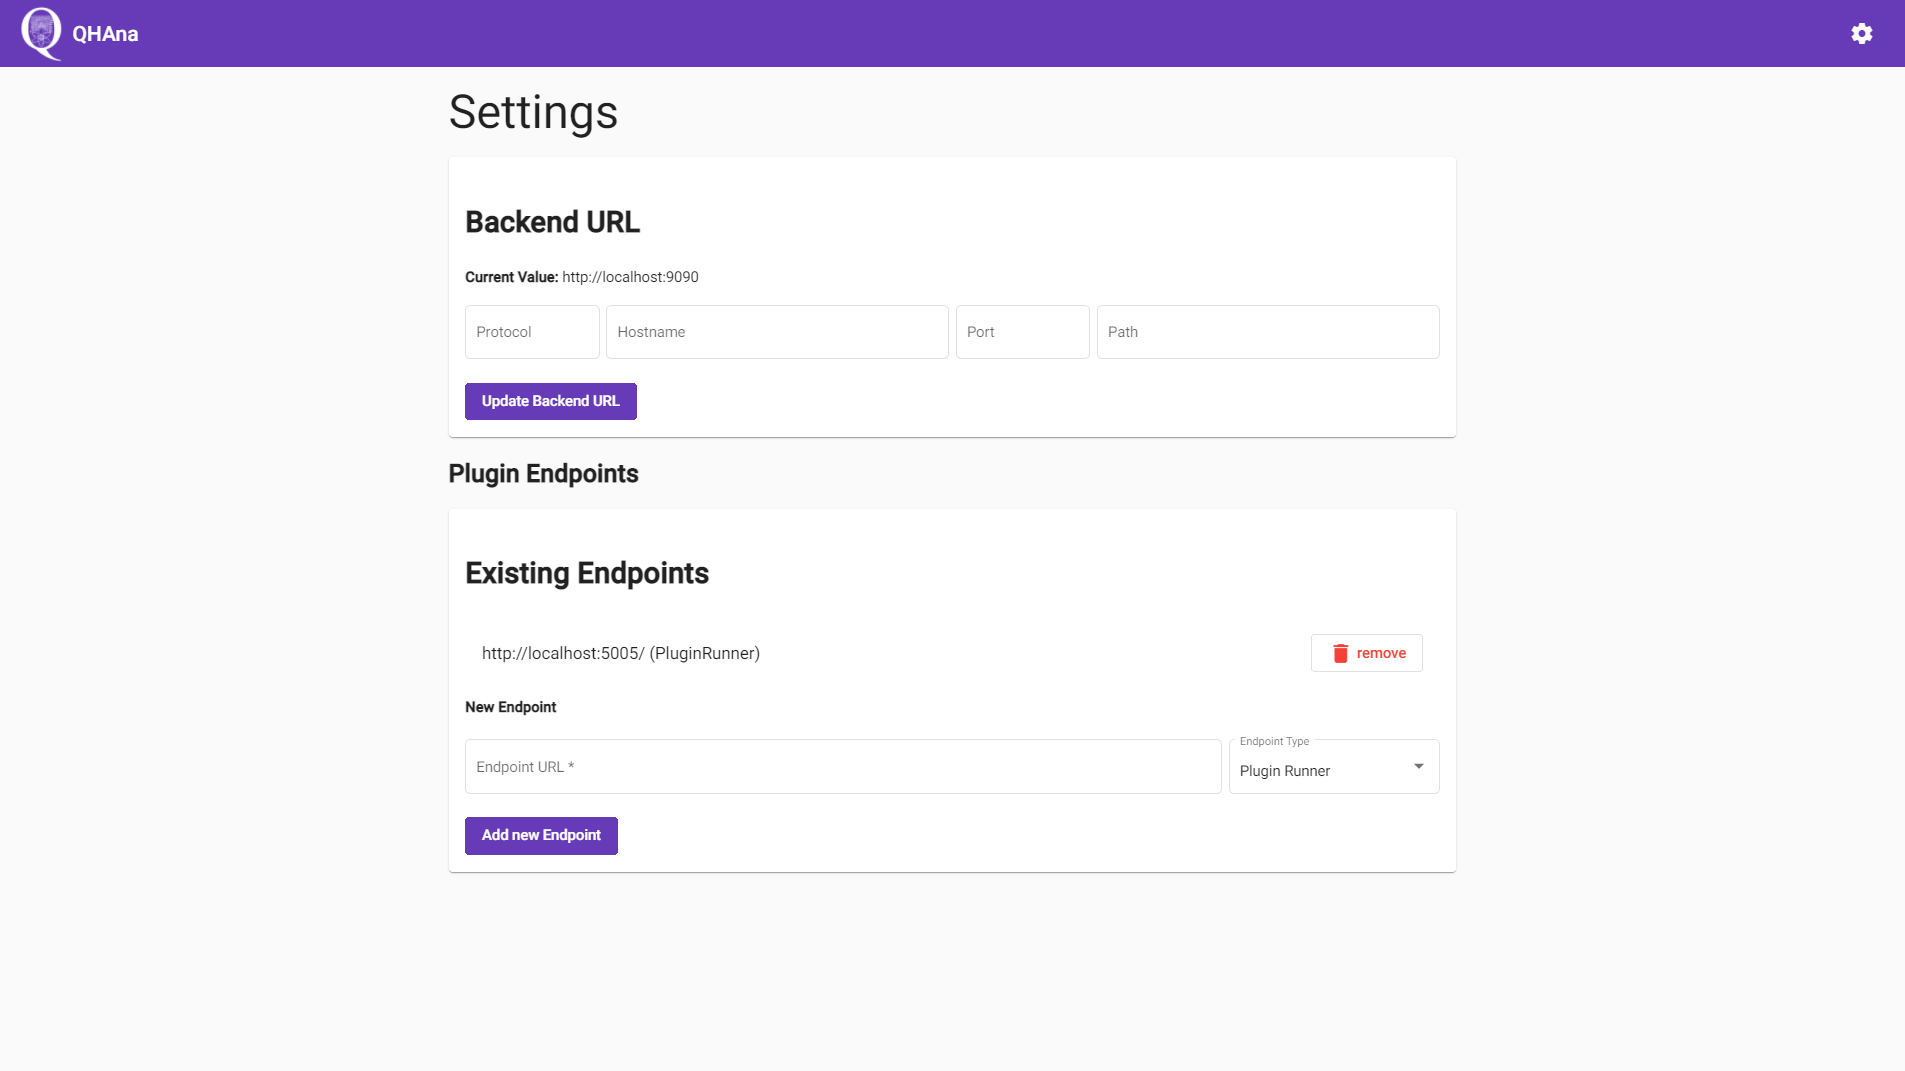 QHAna
Settings
Backend URL
Current Value: http://localhost:9090
Protocol Hostname Port Path
Update Backend URL
Plugin Endpoints
Existing Endpoints
http://localhost:5005/ (PluginRunner) remove
New Endpoint
Endpoint Type
Endpoint URL * Plugin Runner
Add new Endpoint